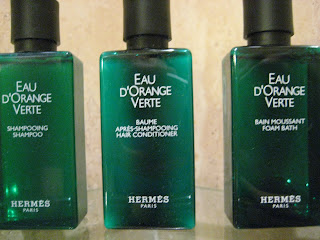 EAU
D'ORANGE
VERTE
SHAMPOOING
SHAMPOO
HERMÈS
PARIS
EAU
D'ORANGE
VERTE
BAUME
APRÈS-SHAMPOOING
HAIR CONDITIONER
HERMÈS
PARIS
EAU
D'ORANGE
VERTE
BAIN MOUSSANT
FOAM BATH
HERMÈS
PARIS